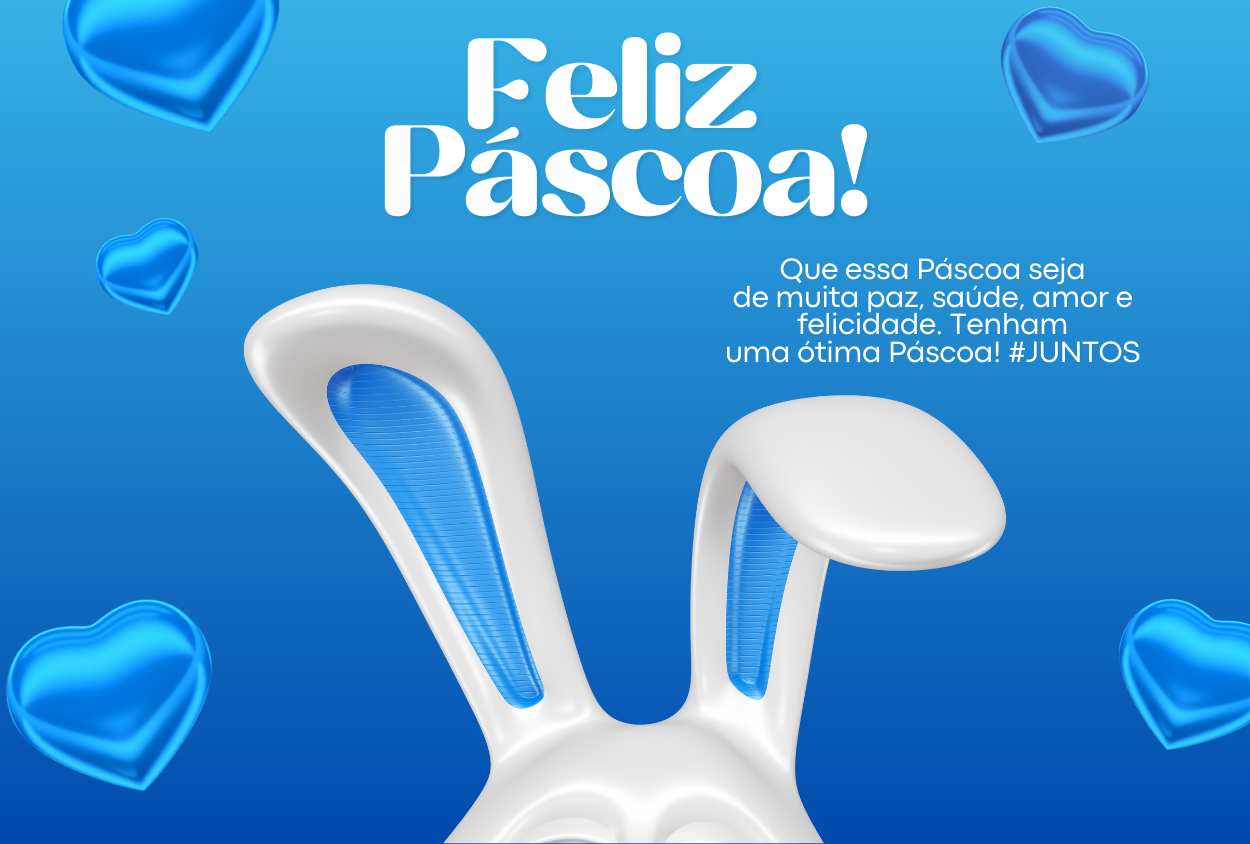 Feliz
Páscoa!
Que essa Páscoa seja
de muita paz, saúde, amor e
felicidade. Tenham
uma ótima Páscoa! #JUNTOS